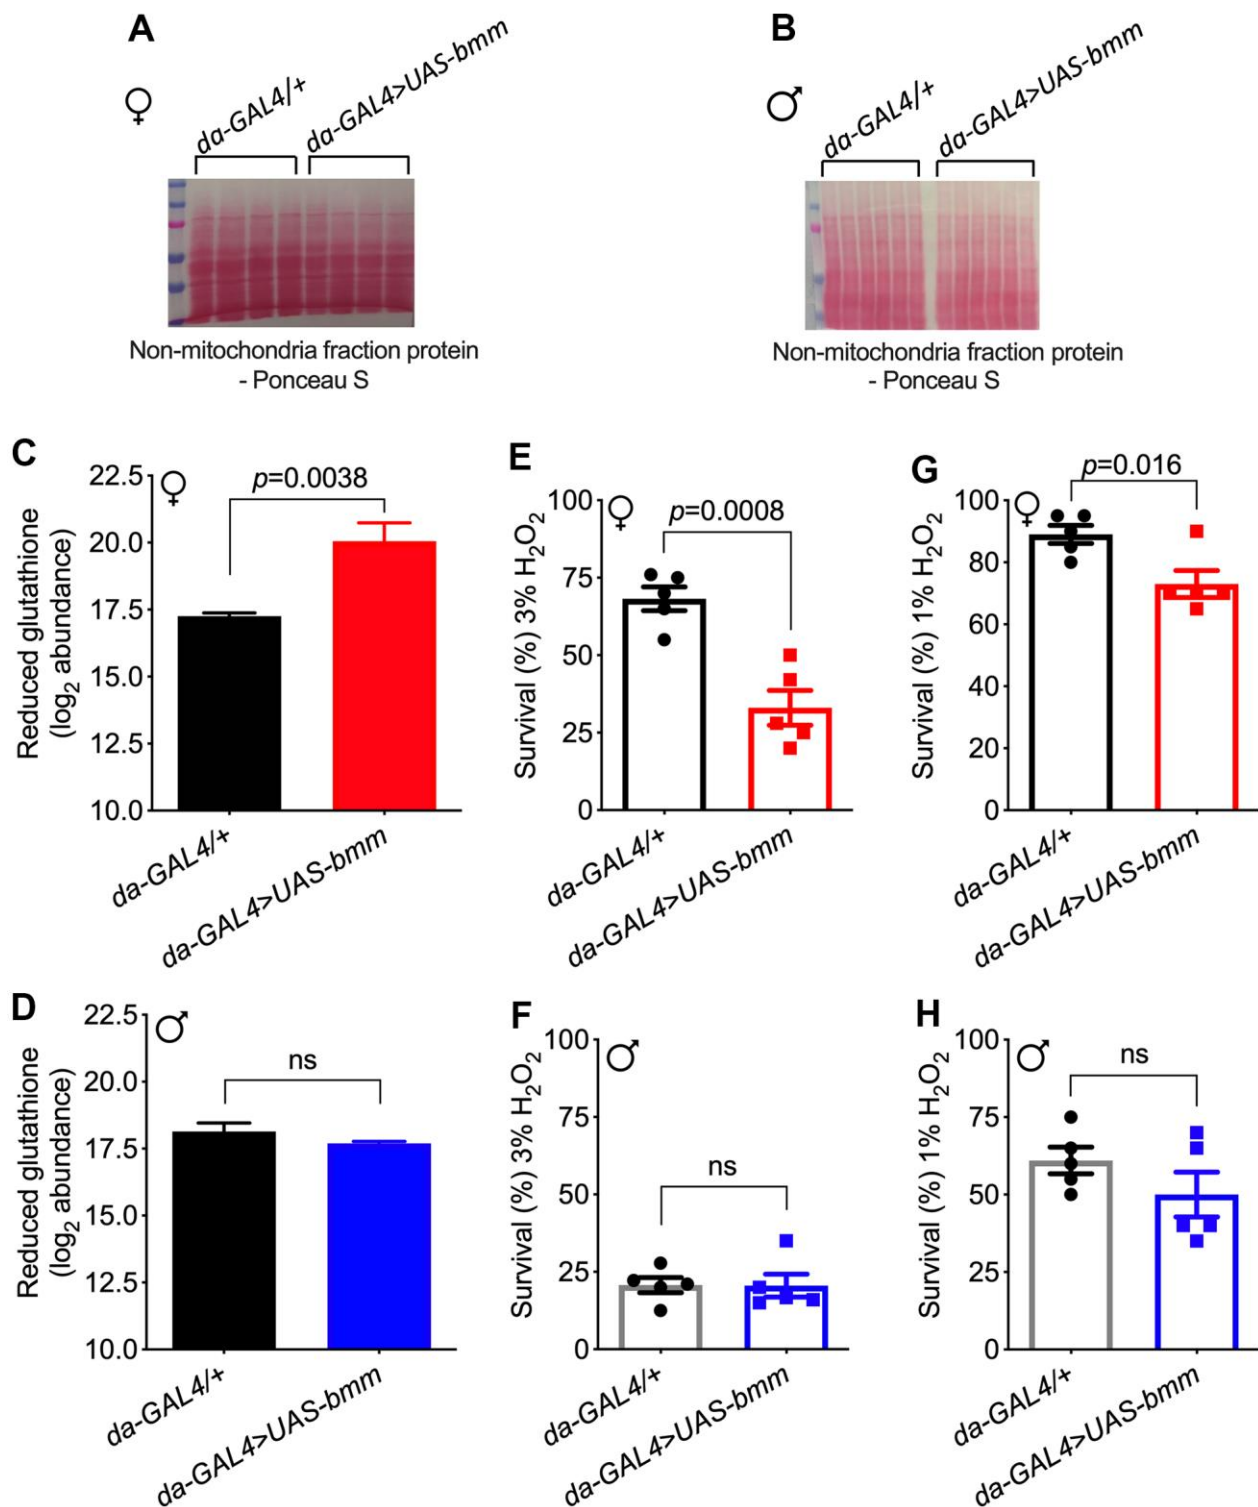 A
♀
da-GAL4/+
da-GAL4>UAS-bmm
Non-mitochondria fraction protein
- Ponceau S
B
♂
da-GAL4/+
da-GAL4>UAS-bmm
Non-mitochondria fraction protein
- Ponceau S
C
♀
p=0.0038
Reduced glutathione
(log₂ abundance)
22.5
20.0
17.5
15.0
12.5
10.0
da-GAL4/+
da-GAL4>UAS-bmm
E
♀
p=0.0008
Survival (%) 3% H₂O₂
100
75
50
25
0
da-GAL4/+
da-GAL4>UAS-bmm
G
♀
p=0.016
Survival (%) 1% H₂O₂
100
80
60
40
20
0
da-GAL4/+
da-GAL4>UAS-bmm
D
♂
ns
Reduced glutathione
(log₂ abundance)
22.5
20.0
17.5
15.0
12.5
10.0
da-GAL4/+
da-GAL4>UAS-bmm
F
♂
ns
Survival (%) 3% H₂O₂
100
75
50
25
0
da-GAL4/+
da-GAL4>UAS-bmm
H
♂
ns
Survival (%) 1% H₂O₂
100
75
50
25
0
da-GAL4/+
da-GAL4>UAS-bmm